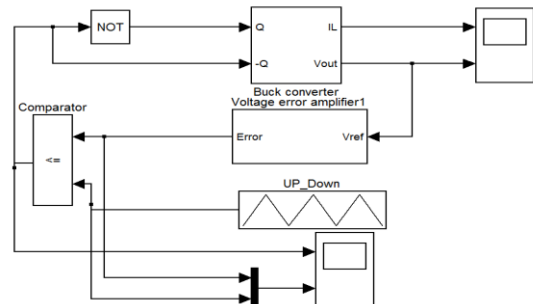 NOT
Q
-Q
IL
Vout
Buck converter
Voltage error amplifier1
Error
Vref
Comparator
<=
UP_Down